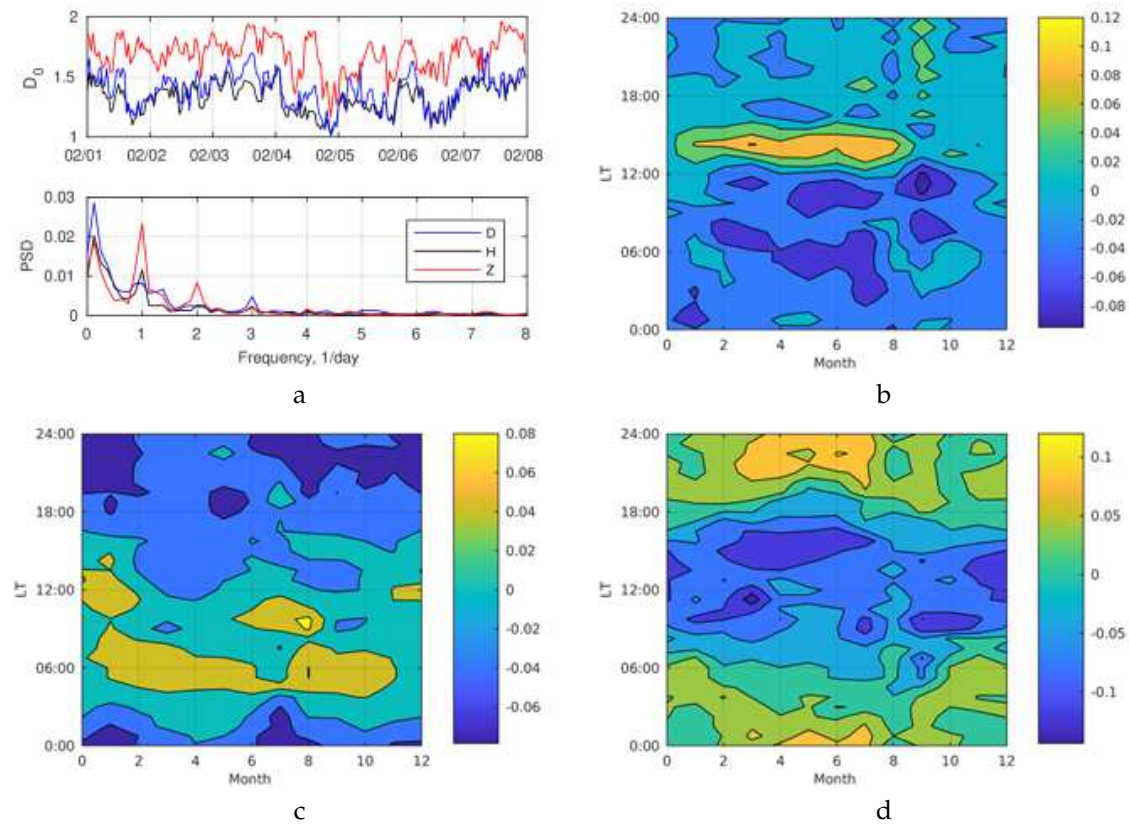 2
1.5
1
D0
02/01 02/02 02/03 02/04 02/05 02/06 02/07 02/08
0.03
0.02
0.01
0
PSD
D
H
Z
0 1 2 3 4 5 6 7 8
Frequency, 1/day
a
24:00
18:00
12:00
06:00
0:00
LT
0 2 4 6 8 10 12
Month
0.12
0.1
0.08
0.06
0.04
0.02
0
-0.02
-0.04
-0.06
-0.08
b
24:00
18:00
12:00
06:00
0:00
LT
0 2 4 6 8 10 12
Month
0.08
0.06
0.04
0.02
0
-0.02
-0.04
-0.06
c
24:00
18:00
12:00
06:00
0:00
LT
0 2 4 6 8 10 12
Month
0.1
0.05
0
-0.05
-0.1
d